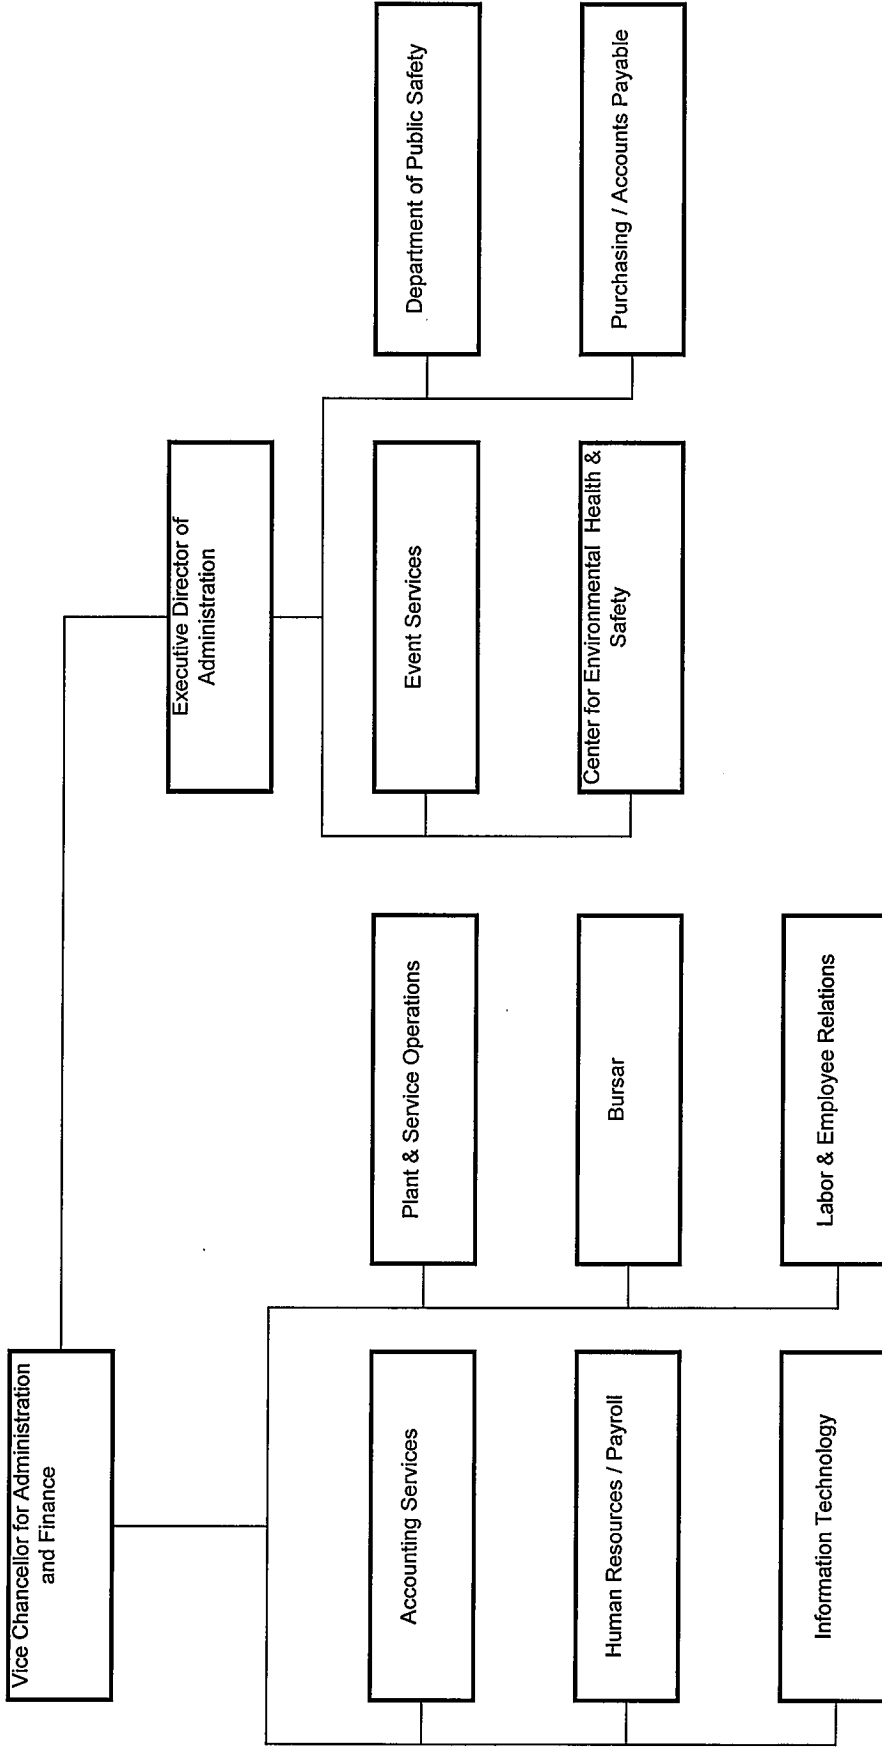 Vice Chancellor for Administration
and Finance
Executive Director of
Administration
Accounting Services
Plant & Service Operations
Event Services
Department of Public Safety
Human Resources / Payroll
Bursar
Center for Environmental Health &
Safety
Purchasing / Accounts Payable
Information Technology
Labor & Employee Relations